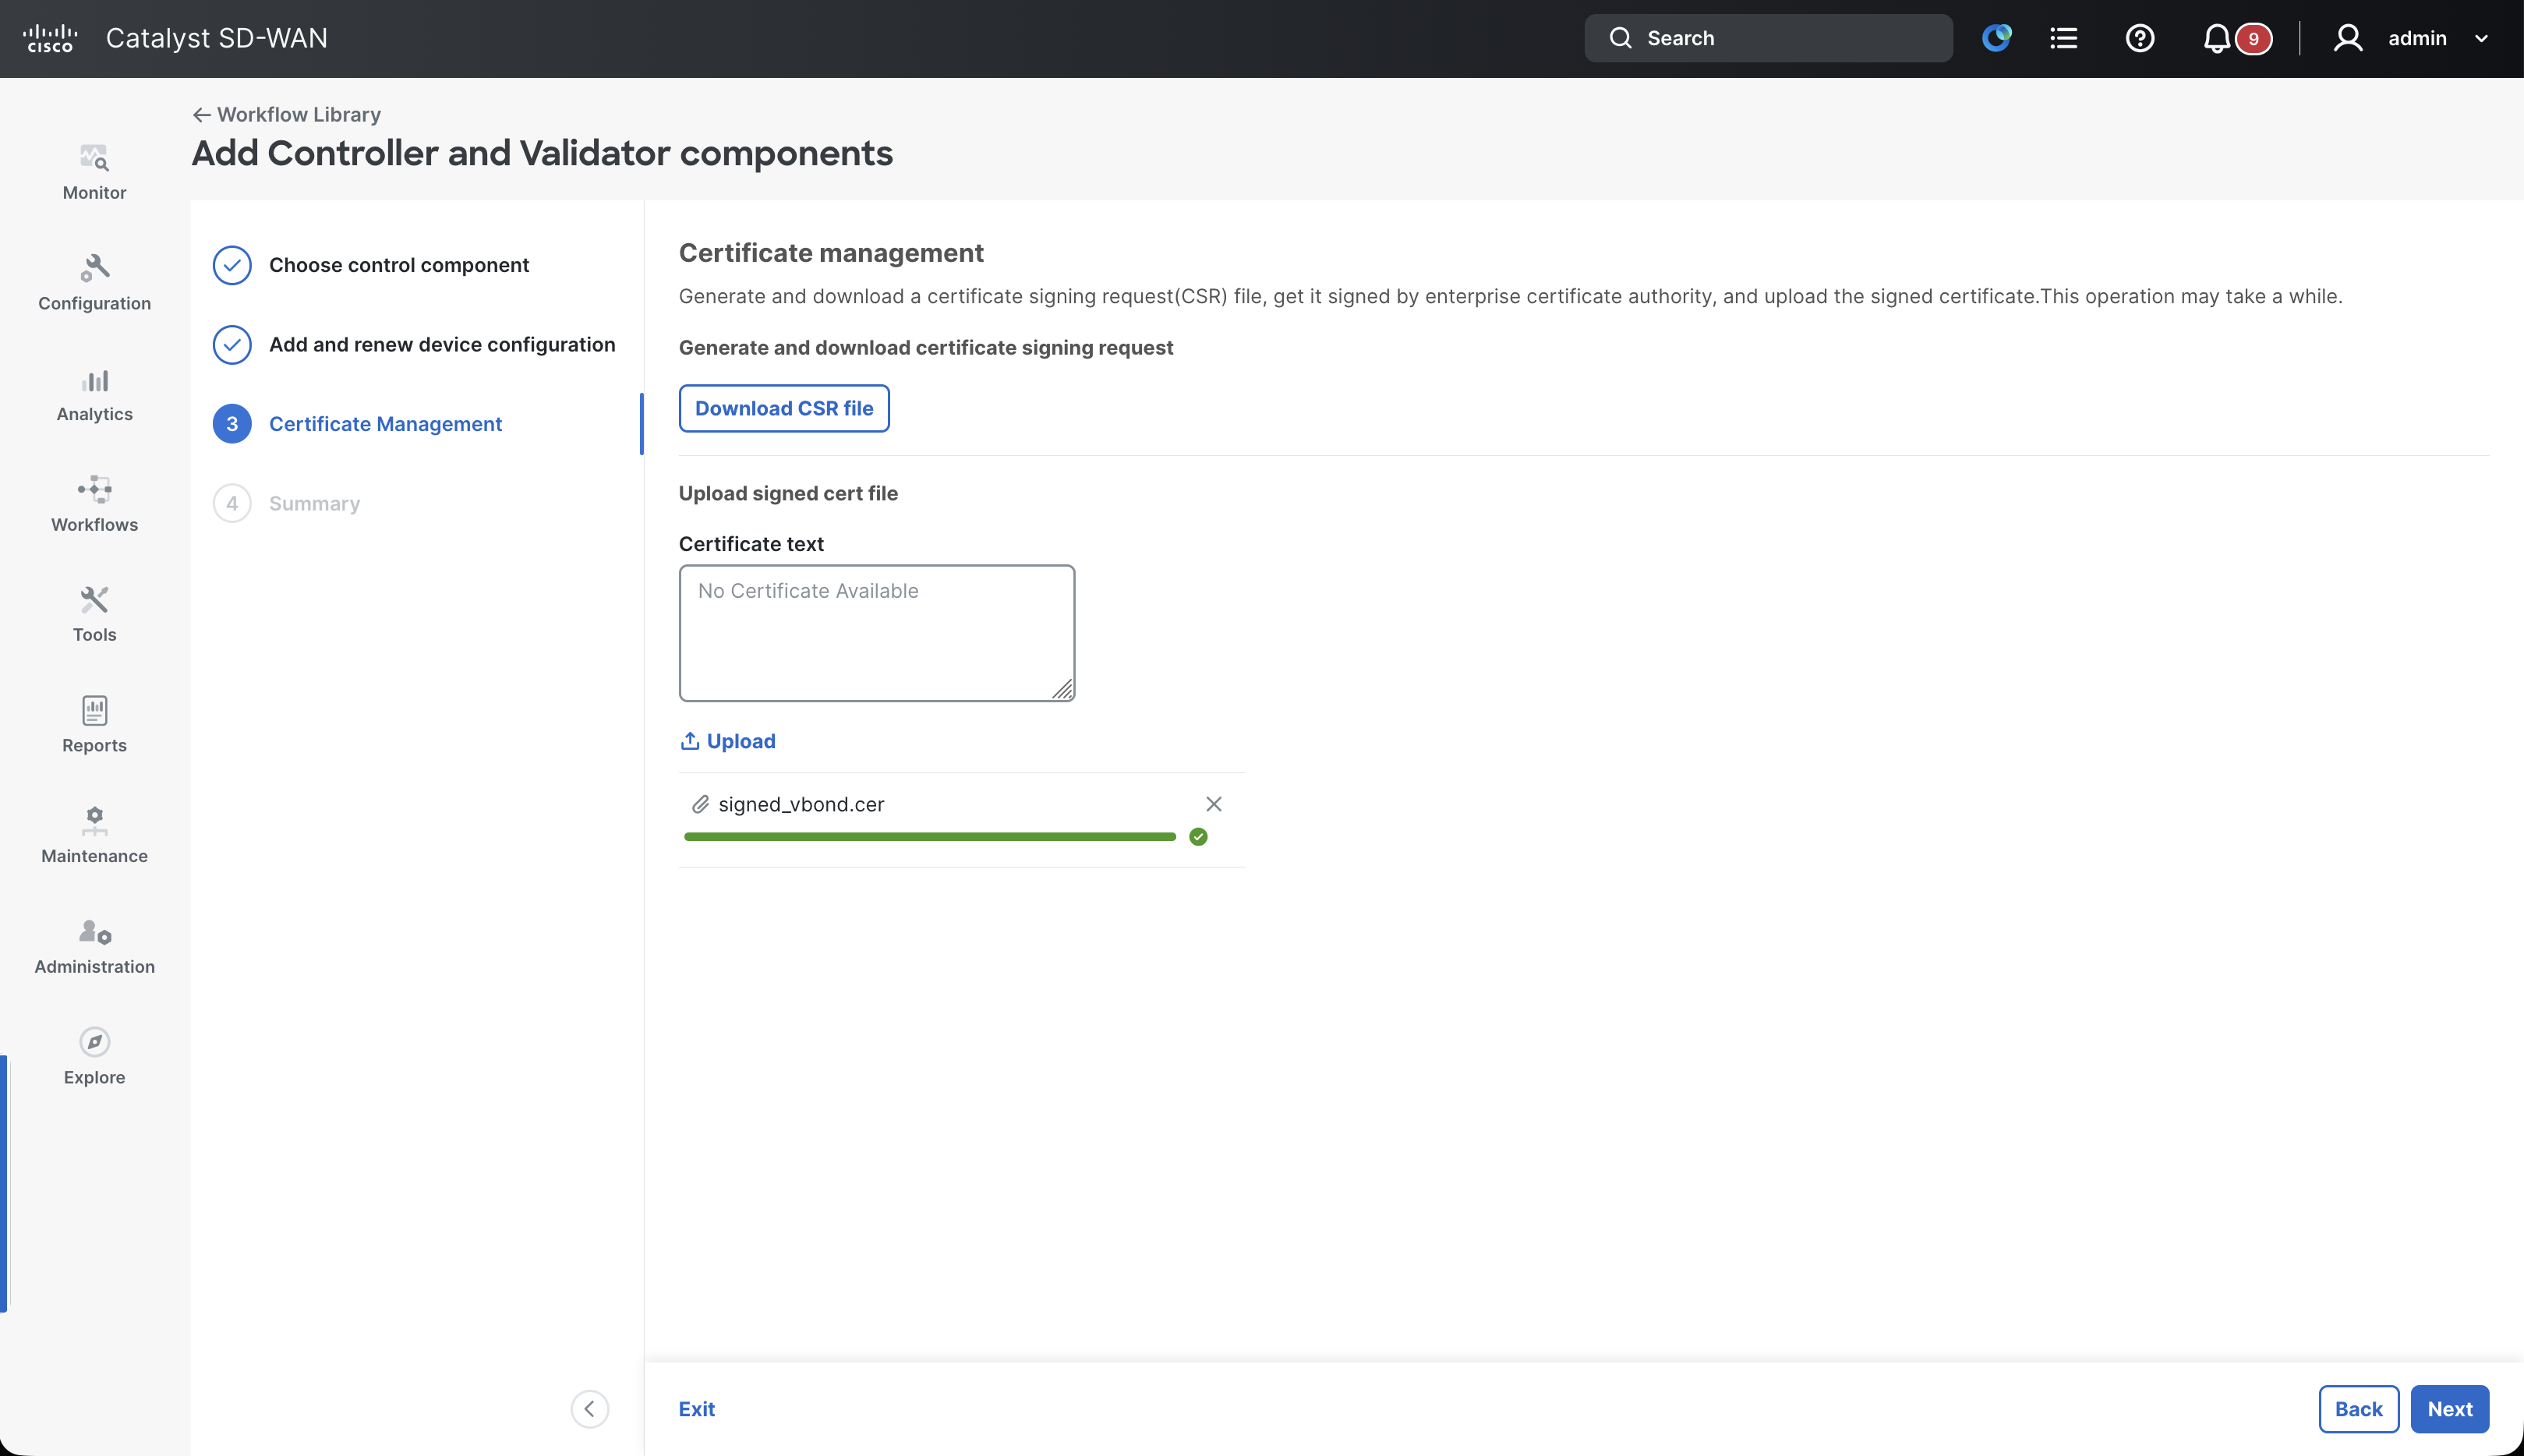 cisco
Catalyst SD-WAN
Search
9
admin
Monitor
Configuration
Analytics
Workflows
Tools
Reports
Maintenance
Administration
Explore
Workflow Library
Add Controller and Validator components
Choose control component
Add and renew device configuration
3 Certificate Management
4 Summary
Certificate management
Generate and download a certificate signing request(CSR) file, get it signed by enterprise certificate authority, and upload the signed certificate.This operation may take a while.
Generate and download certificate signing request
Download CSR file
Upload signed cert file
Certificate text
No Certificate Available
Upload
signed_vbond.cer
Exit
Back
Next